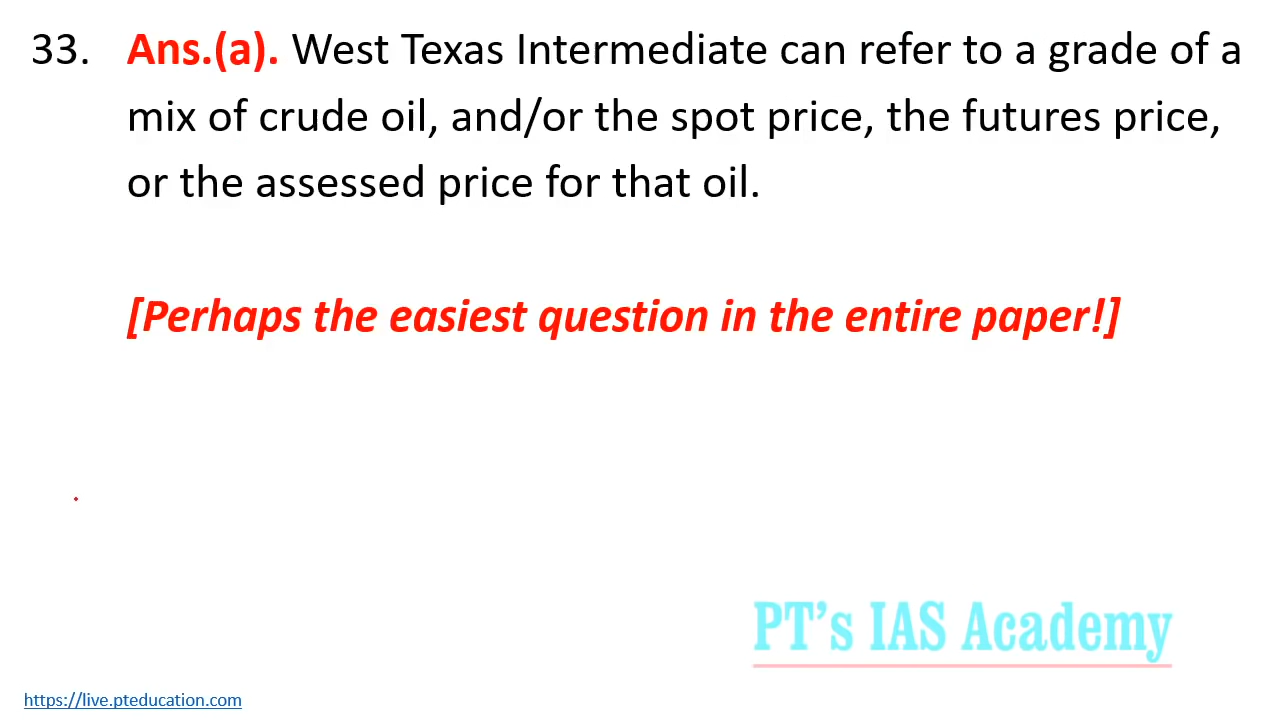 33. Ans.(a). West Texas Intermediate can refer to a grade of a
mix of crude oil, and/or the spot price, the futures price,
or the assessed price for that oil.
[Perhaps the easiest question in the entire paper!]
PT’s IAS Academy
https://live.pteducation.com